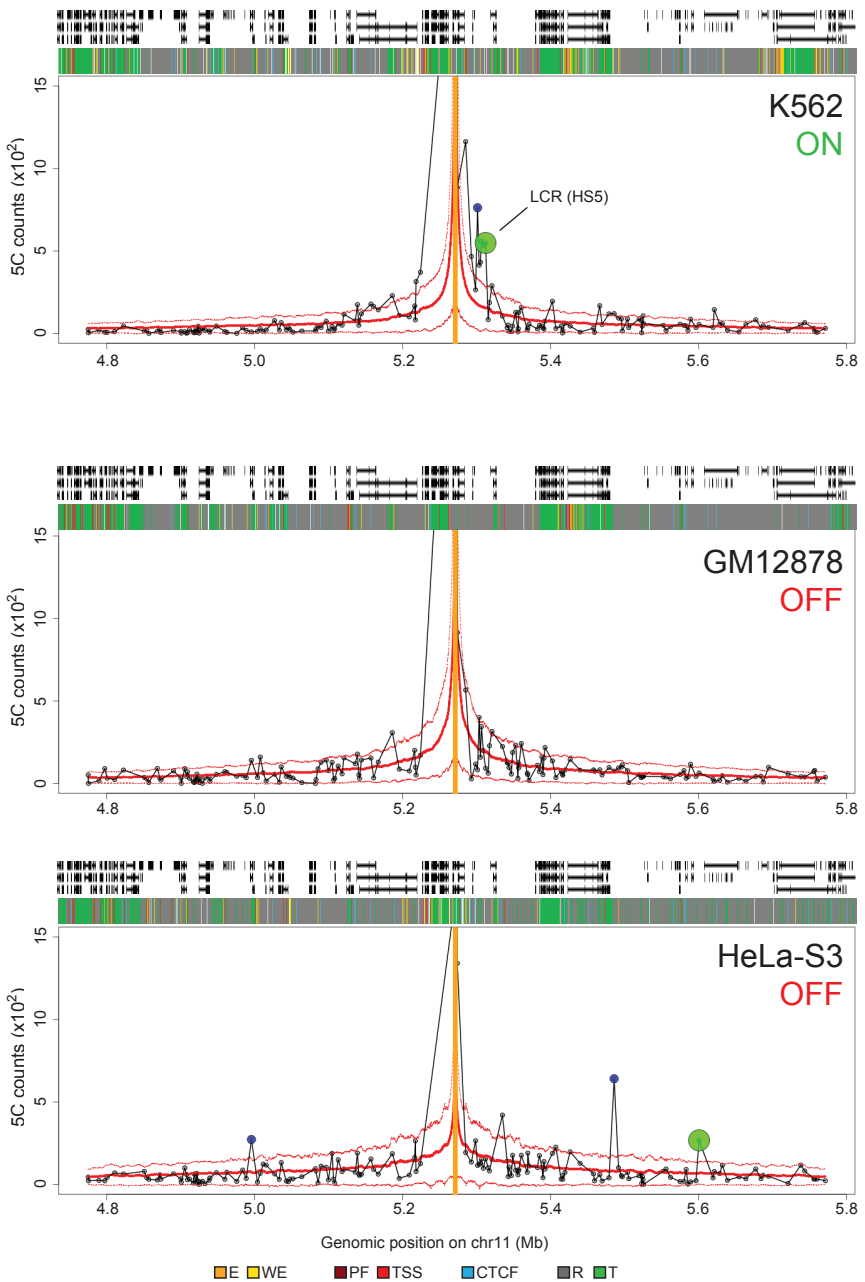 15
10
5
0
5C counts (x10²)
K562
ON
LCR (HS5)
4.8 5.0 5.2 5.4 5.6 5.8
15
10
5
0
5C counts (x10²)
GM12878
OFF
4.8 5.0 5.2 5.4 5.6 5.8
15
10
5
0
5C counts (x10²)
HeLa-S3
OFF
4.8 5.0 5.2 5.4 5.6 5.8
Genomic position on chr11 (Mb)
E WE PF TSS CTCF R T